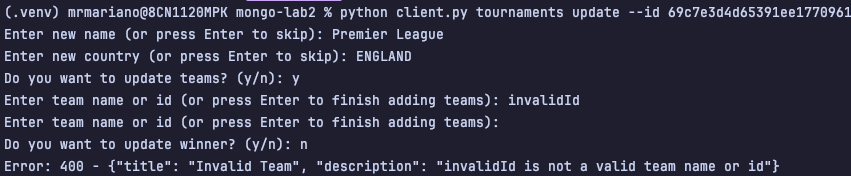 (.venv) mrmariano@8CN1120MPK mongo-lab2 % python client.py tournaments update --id 69c7e3d4d65391ee1770961
Enter new name (or press Enter to skip): Premier League
Enter new country (or press Enter to skip): ENGLAND
Do you want to update teams? (y/n): y
Enter team name or id (or press Enter to finish adding teams): invalidId
Enter team name or id (or press Enter to finish adding teams):
Do you want to update winner? (y/n): n
Error: 400 - {"title": "Invalid Team", "description": "invalidId is not a valid team name or id"}